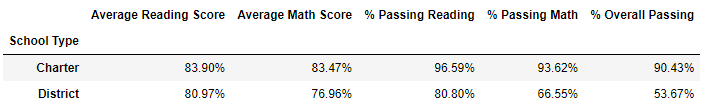 Average Reading Score Average Math Score % Passing Reading % Passing Math % Overall Passing
School Type
Charter 83.90% 83.47% 96.59% 93.62% 90.43%
District 80.97% 76.96% 80.80% 66.55% 53.67%